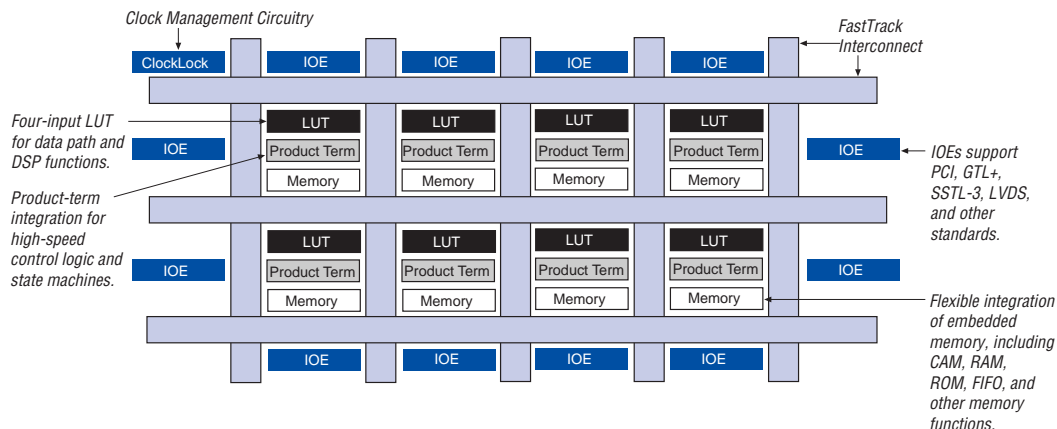 Clock Management Circuitry
FastTrack
Interconnect
ClockLock
IOE
IOE
IOE
IOE
Four-input LUT
for data path and
DSP functions.
LUT
LUT
LUT
LUT
IOE
Product Term
Product Term
Product Term
Product Term
IOE
IOEs support
PCI, GTL+,
SSTL-3, LVDS,
and other
standards.
Memory
Memory
Memory
Memory
Product-term
integration for
high-speed
control logic and
state machines.
LUT
LUT
LUT
LUT
IOE
Product Term
Product Term
Product Term
Product Term
IOE
Memory
Memory
Memory
Memory
Flexible integration
of embedded
memory, including
CAM, RAM,
ROM, FIFO, and
other memory
functions.
IOE
IOE
IOE
IOE